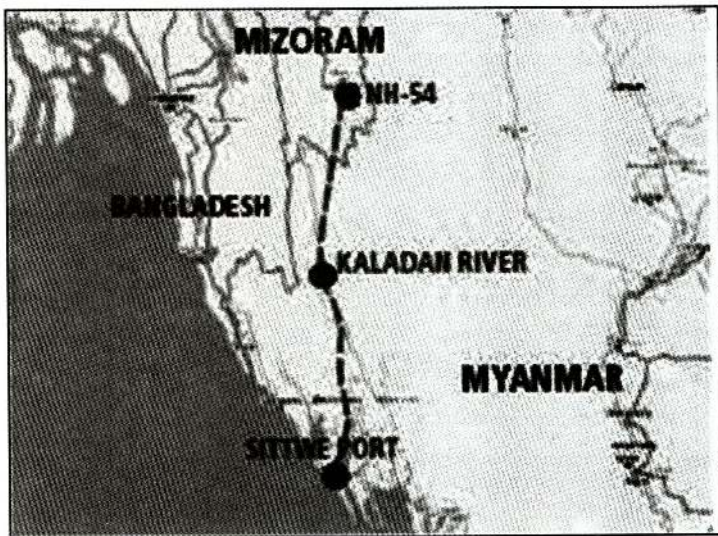 MIZORAM
NH-54
BANGLADESH
KALADAN RIVER
MYANMAR
SITTWE PORT